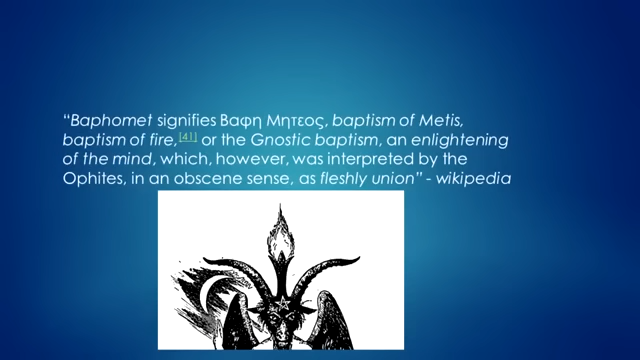 “Baphomet signifies Βαφη Μητεος, baptism of Metis,
baptism of fire,[41] or the Gnostic baptism, an enlightening
of the mind, which, however, was interpreted by the
Ophites, in an obscene sense, as fleshly union” - wikipedia